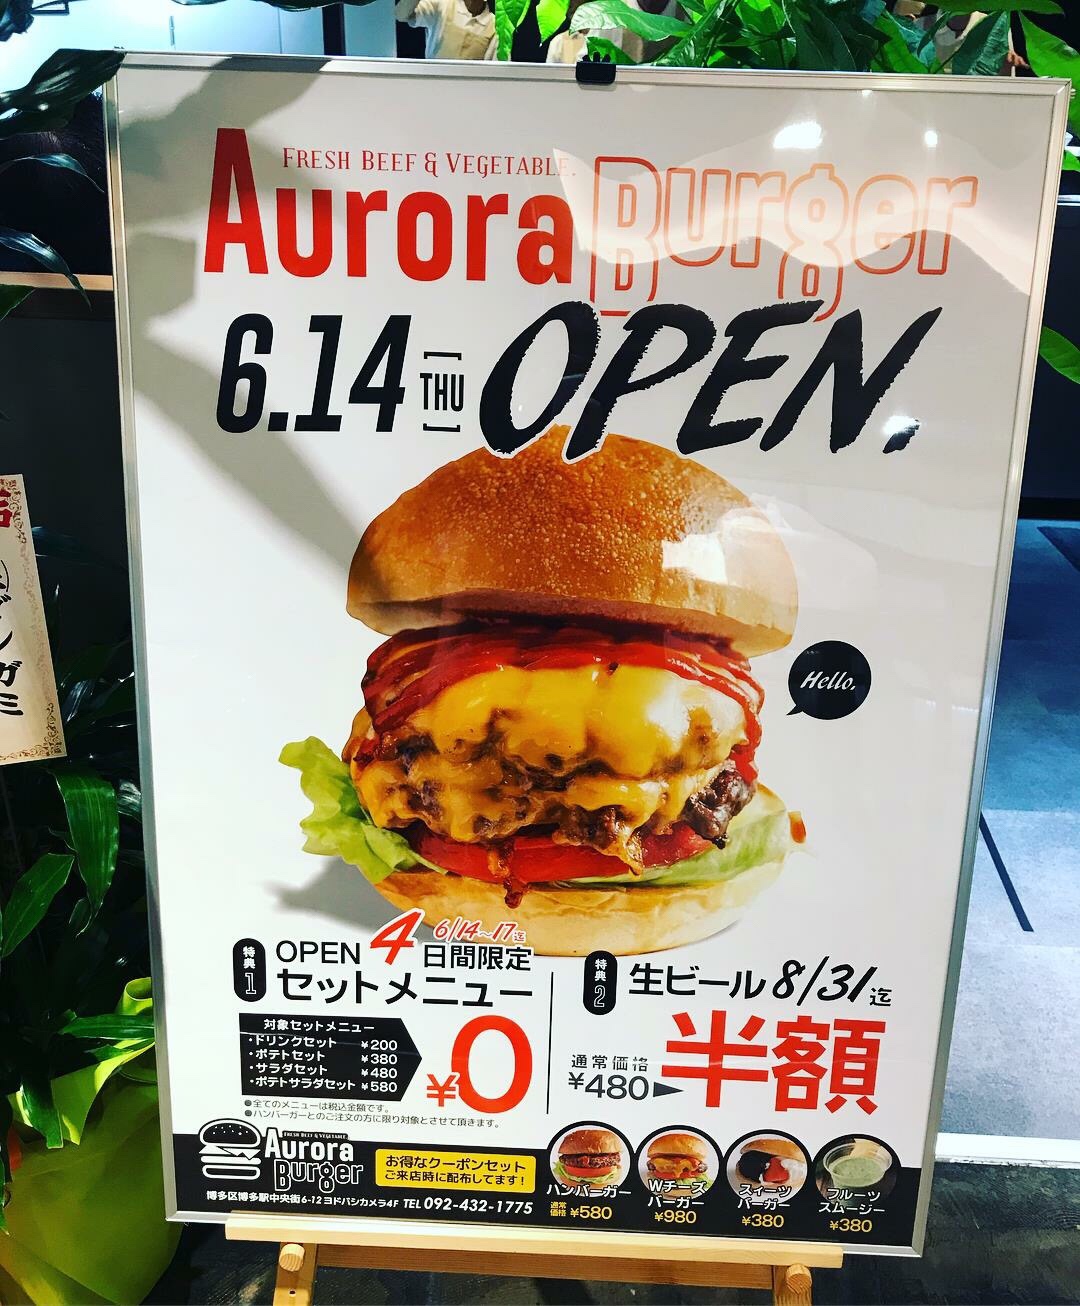 FRESH BEEF & VEGETABLE.
Aurora Burger
6.14 [THU] OPEN.
Hello.
特典1
OPEN 4日間限定
6/14~17迄
セットメニュー
対象セットメニュー
・ドリンクセット ¥200
・ポテトセット ¥380
・サラダセット ¥480
・ポテトサラダセット ¥580
¥0
●全てのメニューは税込金額です。
●ハンバーガーとのご注文の方に限り対象とさせて頂きます。
特典2
生ビール 8/31迄
通常価格
¥480
半額
FRESH BEEF & VEGETABLE.
Aurora
Burger
お得なクーポンセット
ご来店時に配布してます!
博多区博多駅中央街6-12 ヨドバシカメラ4F TEL 092-432-1775
ハンバーガー
通常価格 ¥580
Wチーズ
バーガー
¥980
スイーツ
バーガー
¥380
フルーツ
スムージー
¥380